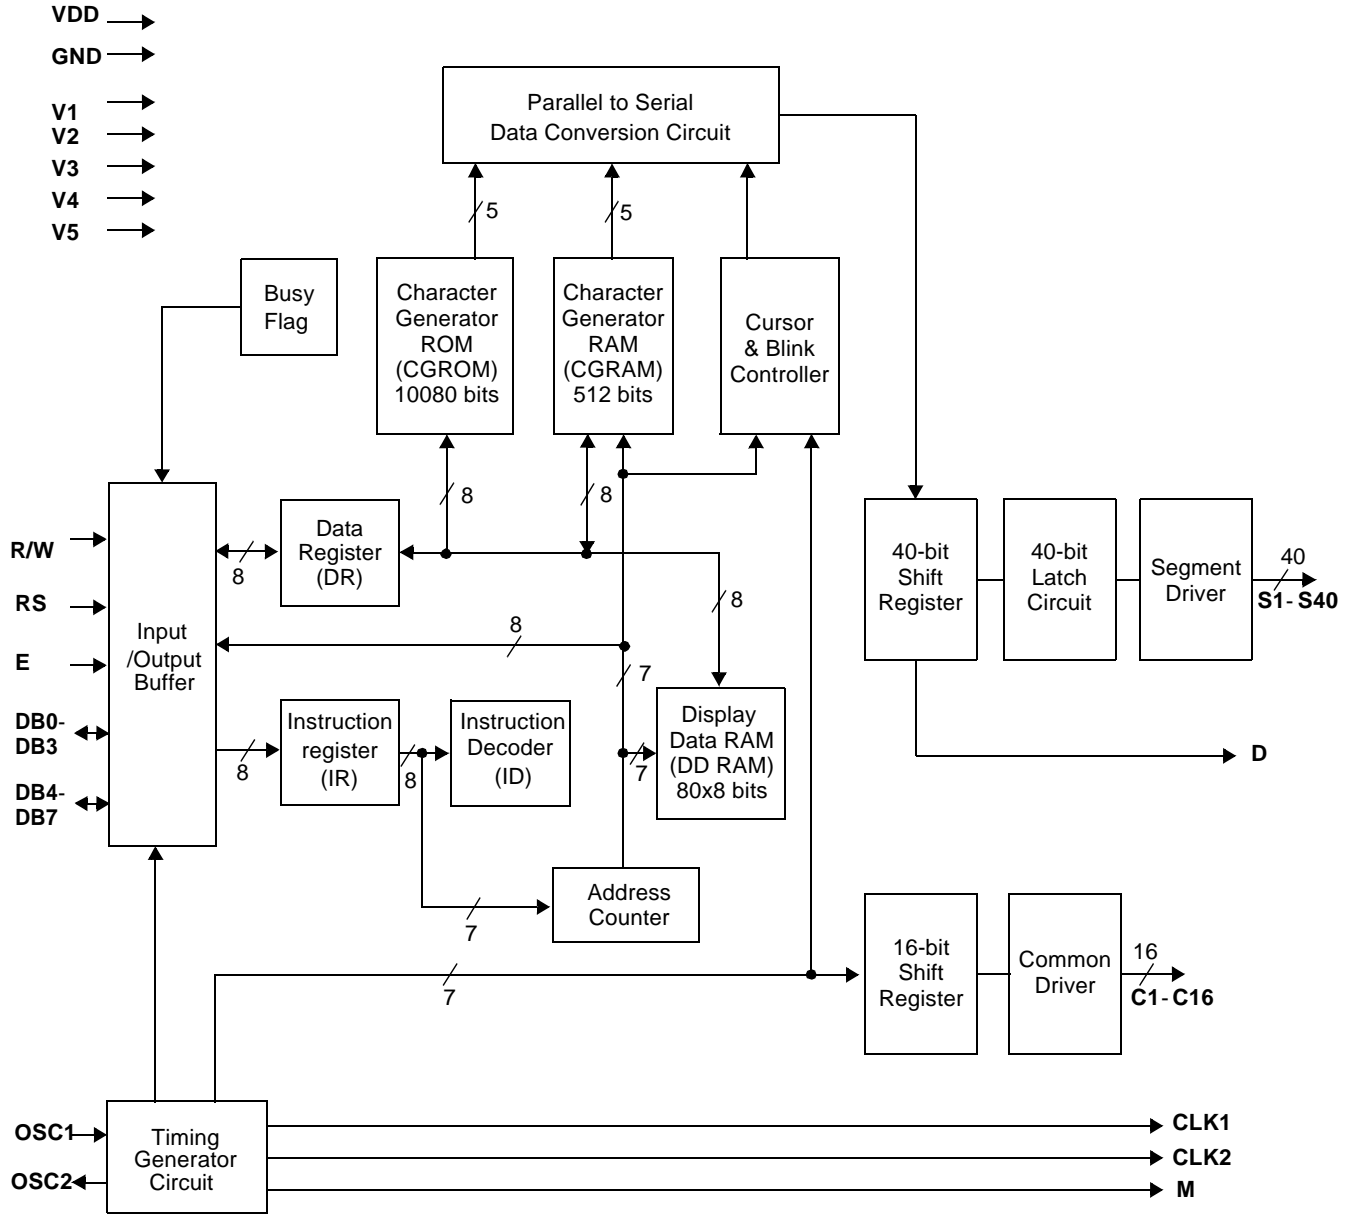 VDD
GND
V1
V2
V3
V4
V5
Parallel to Serial
Data Conversion Circuit
5
5
Busy
Flag
Character
Generator
ROM
(CGROM)
10080 bits
Character
Generator
RAM
(CGRAM)
512 bits
Cursor
& Blink
Controller
8
8
R/W
RS
E
DB0-
DB3
DB4-
DB7
Input
/Output
Buffer
8
Data
Register
(DR)
8
8
7
40-bit
Shift
Register
40-bit
Latch
Circuit
Segment
Driver
40
S1- S40
D
8
Instruction
register
(IR)
8
Instruction
Decoder
(ID)
7
Display
Data RAM
(DD RAM)
80x8 bits
7
Address
Counter
7
16-bit
Shift
Register
Common
Driver
16
C1- C16
OSC1
OSC2
Timing
Generator
Circuit
CLK1
CLK2
M